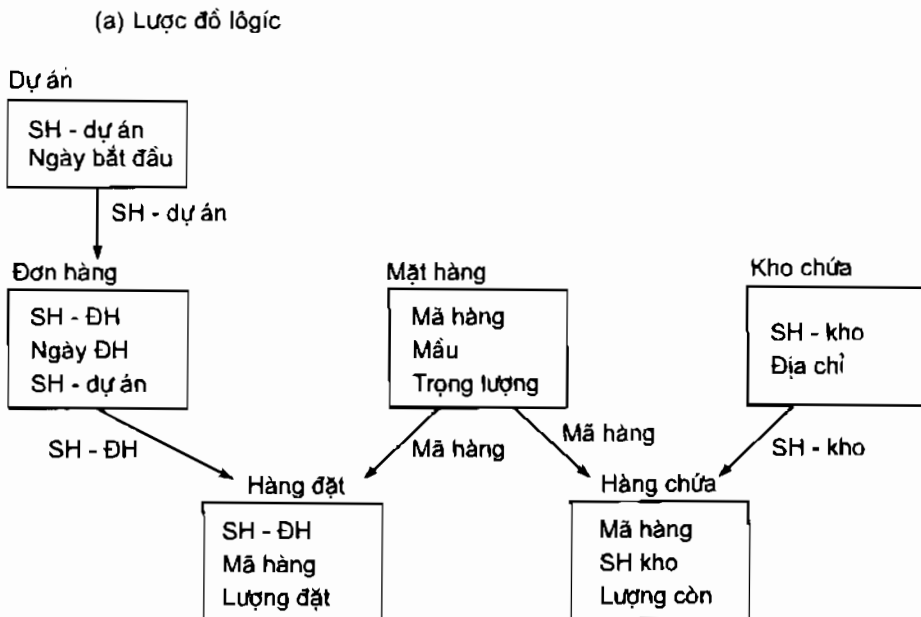 (a) Lược đồ lôgíc
Dự án
SH - dự án
Ngày bắt đầu
SH - dự án
Đơn hàng
SH - ĐH
Ngày ĐH
SH - dự án
Mặt hàng
Mã hàng
Mầu
Trọng lượng
Kho chứa
SH - kho
Địa chỉ
SH - ĐH
Mã hàng
Mã hàng
SH - kho
Hàng đặt
SH - ĐH
Mã hàng
Lượng đặt
Hàng chứa
Mã hàng
SH kho
Lượng còn